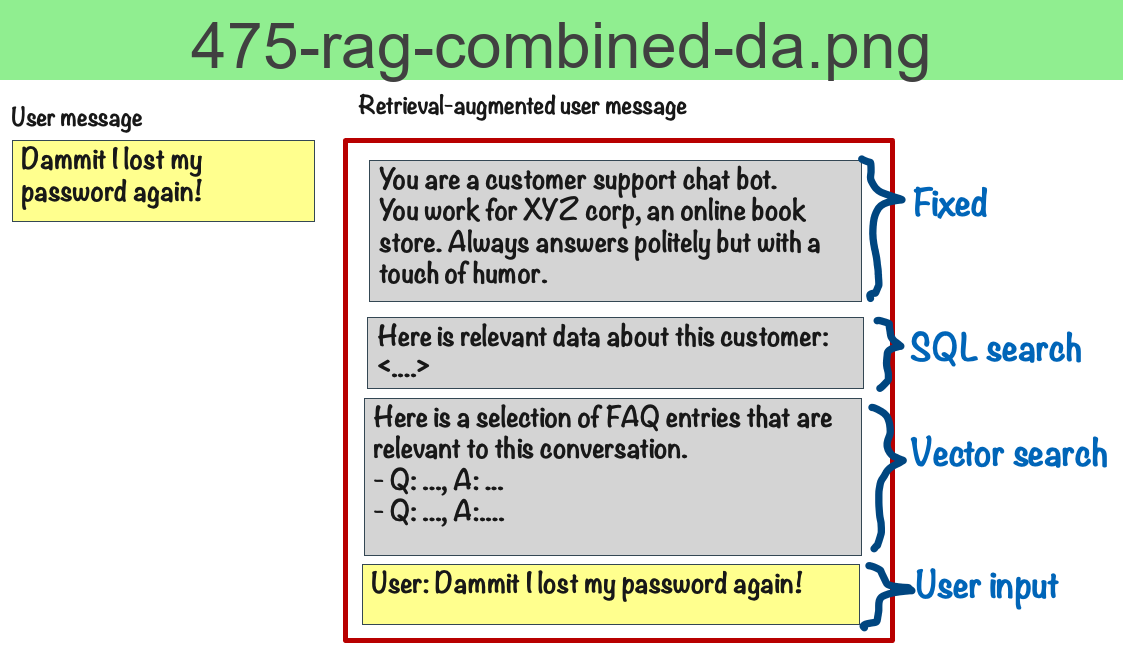 475-rag-combined-da.png
User message
Dammit I lost my
password again!
Retrieval-augmented user message
You are a customer support chat bot.
You work for XYZ corp, an online book
store. Always answers politely but with a
touch of humor.
Fixed
Here is relevant data about this customer:
<....>
SQL search
Here is a selection of FAQ entries that are
relevant to this conversation.
- Q: ..., A: ...
- Q: ..., A:....
Vector search
User: Dammit I lost my password again!
User input